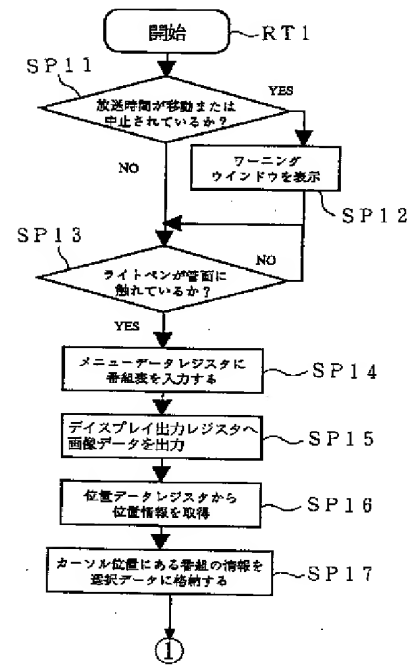 開始
RT1
SP11
放送時間が移動または
中止されているか?
YES
NO
ワーニング
ウインドウを表示
SP12
SP13
ライトペンが管面に
触れているか?
NO
YES
メニューデータレジスタに
番組表を入力する
SP14
デイスプレイ出力レジスタへ
画像データを出力
SP15
位置データレジスタから
位置情報を取得
SP16
カーソル位置にある番組の情報を
選択データに格納する
SP17
①